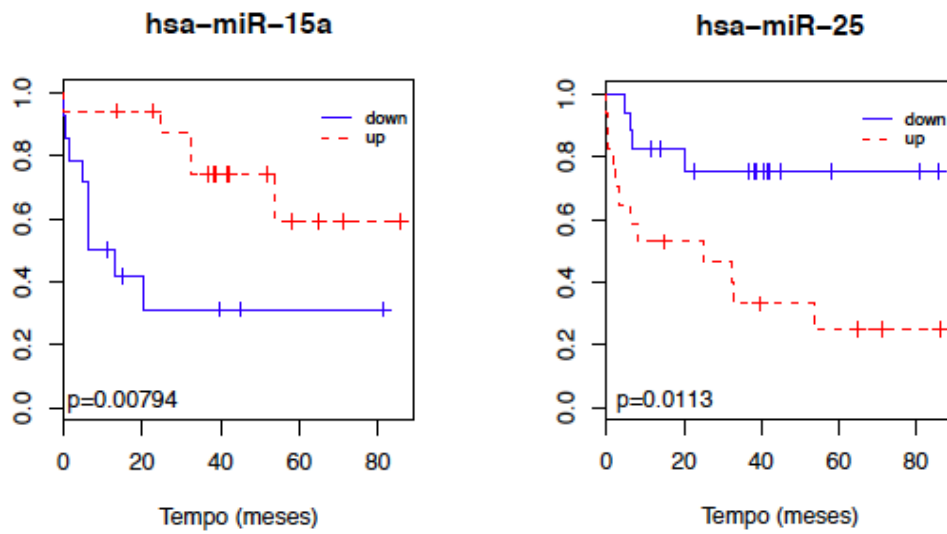 hsa-miR-15a
1.0
0.8
0.6
0.4
0.2
0.0
down
up
p=0.00794
0 20 40 60 80
Tempo (meses)
hsa-miR-25
1.0
0.8
0.6
0.4
0.2
0.0
down
up
p=0.0113
0 20 40 60 80
Tempo (meses)